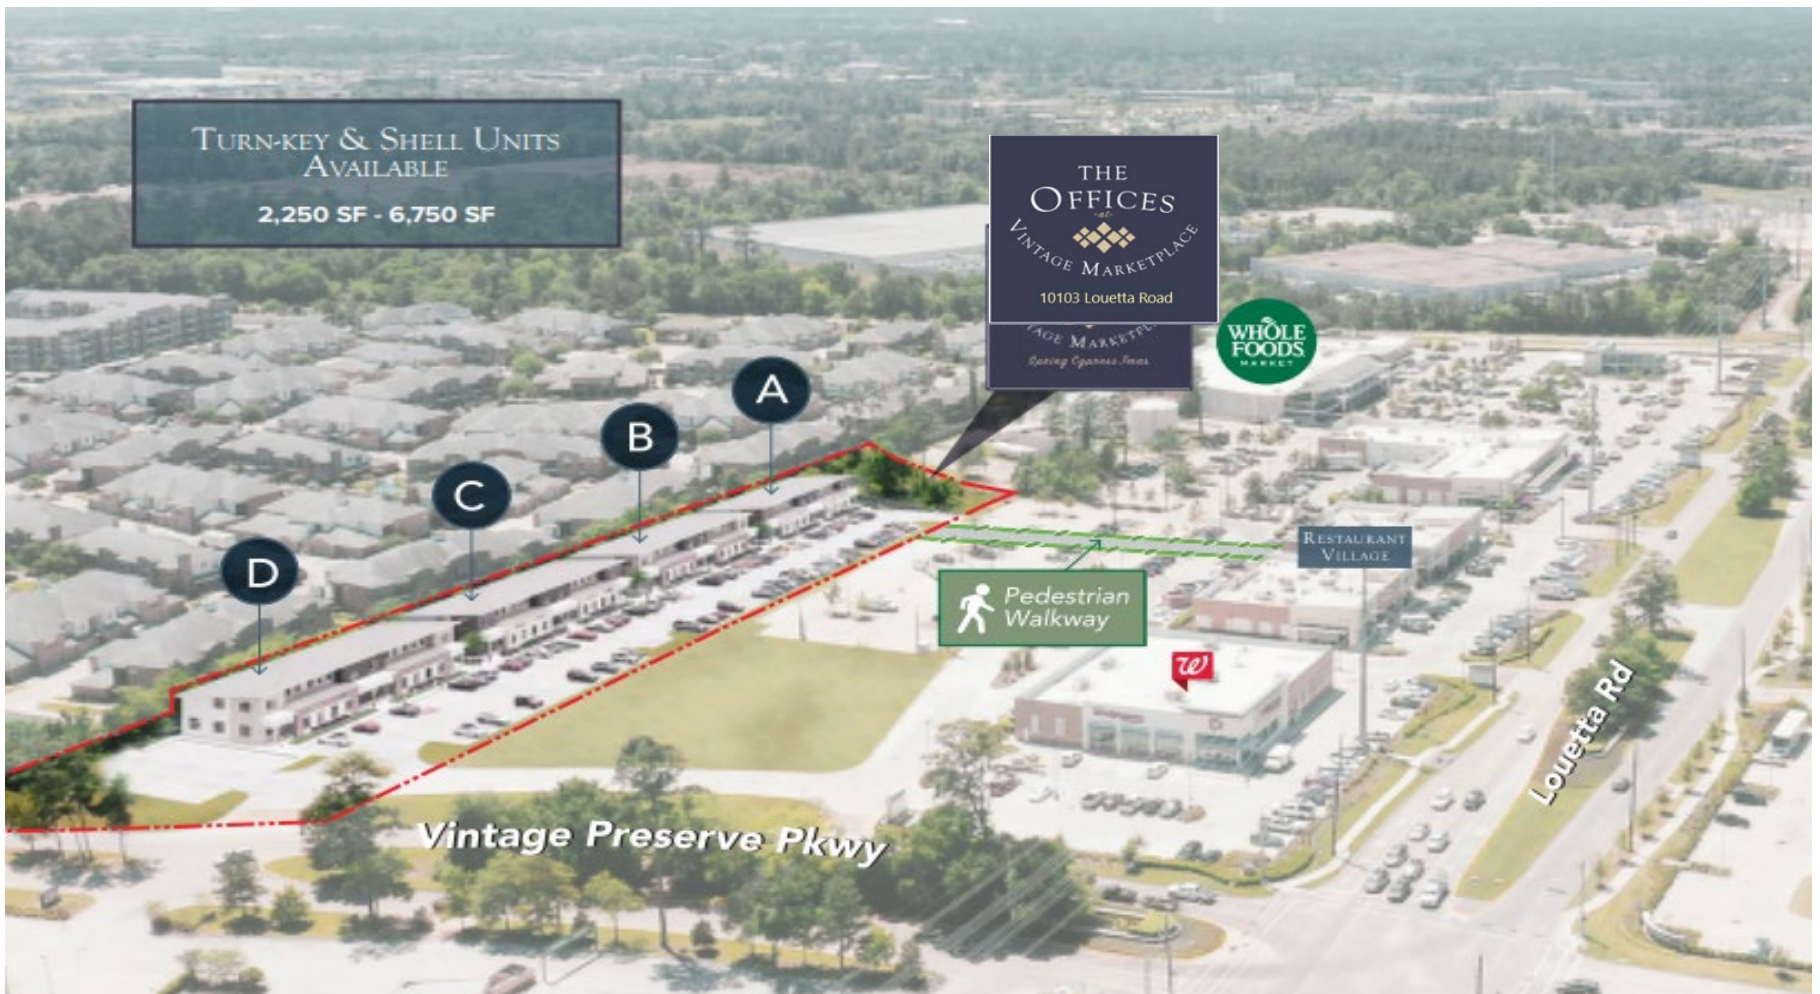 TURN-KEY & SHELL UNITS
AVAILABLE
2,250 SF - 6,750 SF
THE
OFFICES
-at-
VINTAGE MARKETPLACE
10103 Louetta Road
MARKETPL
WHOLE
FOODS
MARKET
A
B
C
D
RESTAURANT
VILLAGE
Pedestrian
Walkway
W
Louetta Rd
Vintage Preserve Pkwy